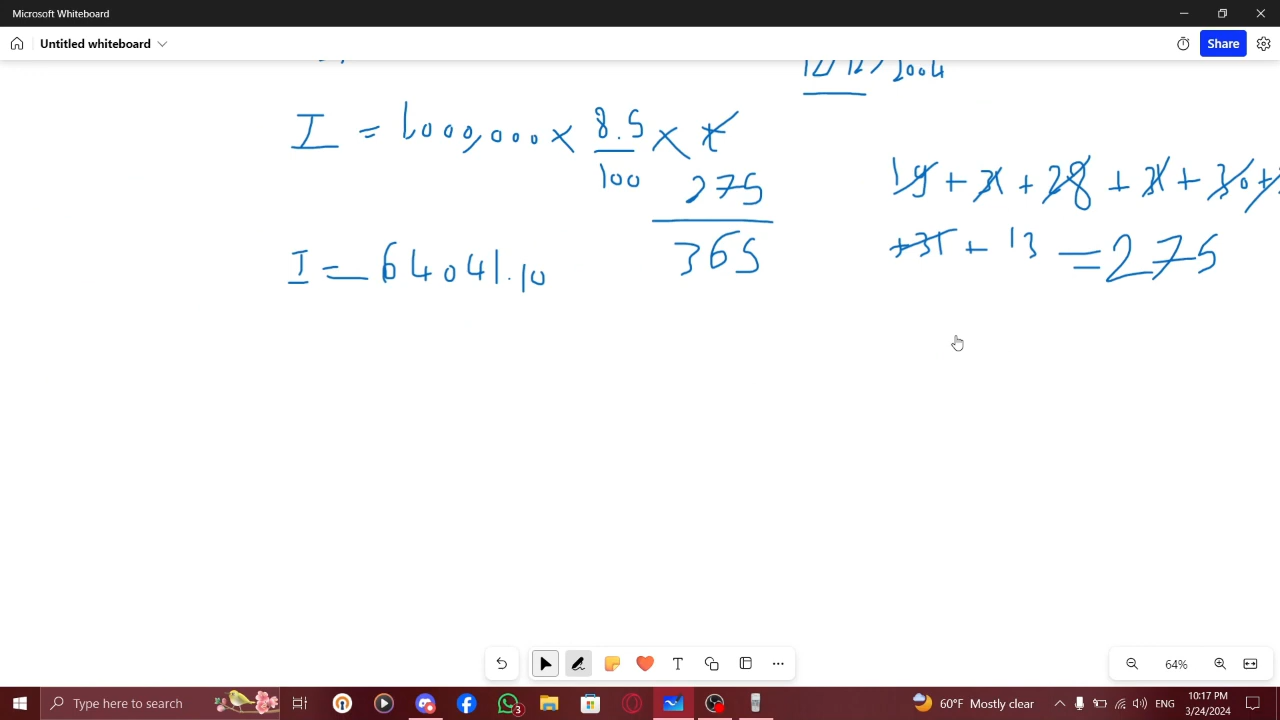 Microsoft Whiteboard
Untitled whiteboard
Share
12/12/2004
I = 1000,000 × 8.5/100 × t
275
365
19 + 31 + 28 + 31 + 30 +
+31 + 13 = 275
I = 64041.10
64%
Type here to search
3
60°F Mostly clear
ENG
10:17 PM
3/24/2024